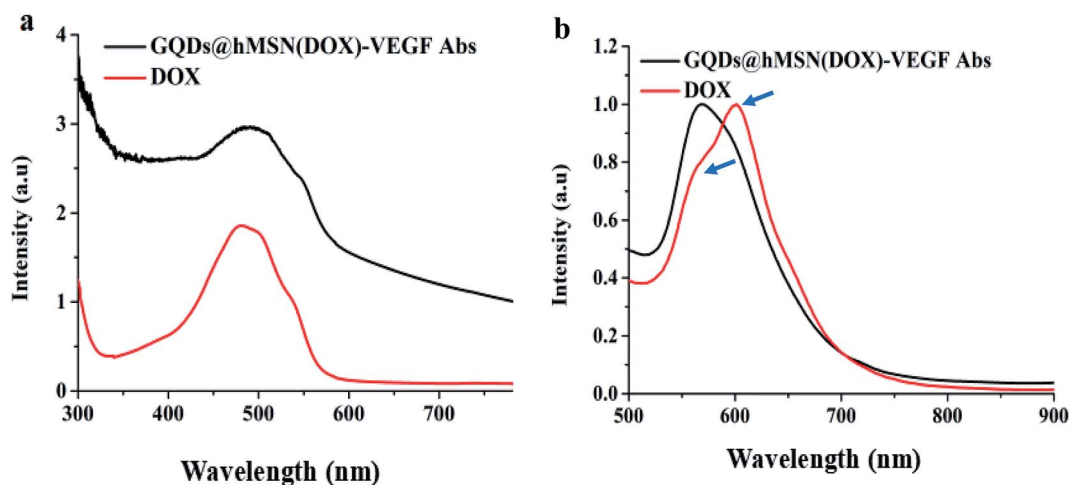 a
4
3
2
1
0
300 400 500 600 700
Intensity (a.u)
Wavelength (nm)
GQDs@hMSN(DOX)-VEGF Abs
DOX
b
1.2
1.0
0.8
0.6
0.4
0.2
0.0
500 600 700 800 900
Intensity (a.u)
Wavelength (nm)
GQDs@hMSN(DOX)-VEGF Abs
DOX